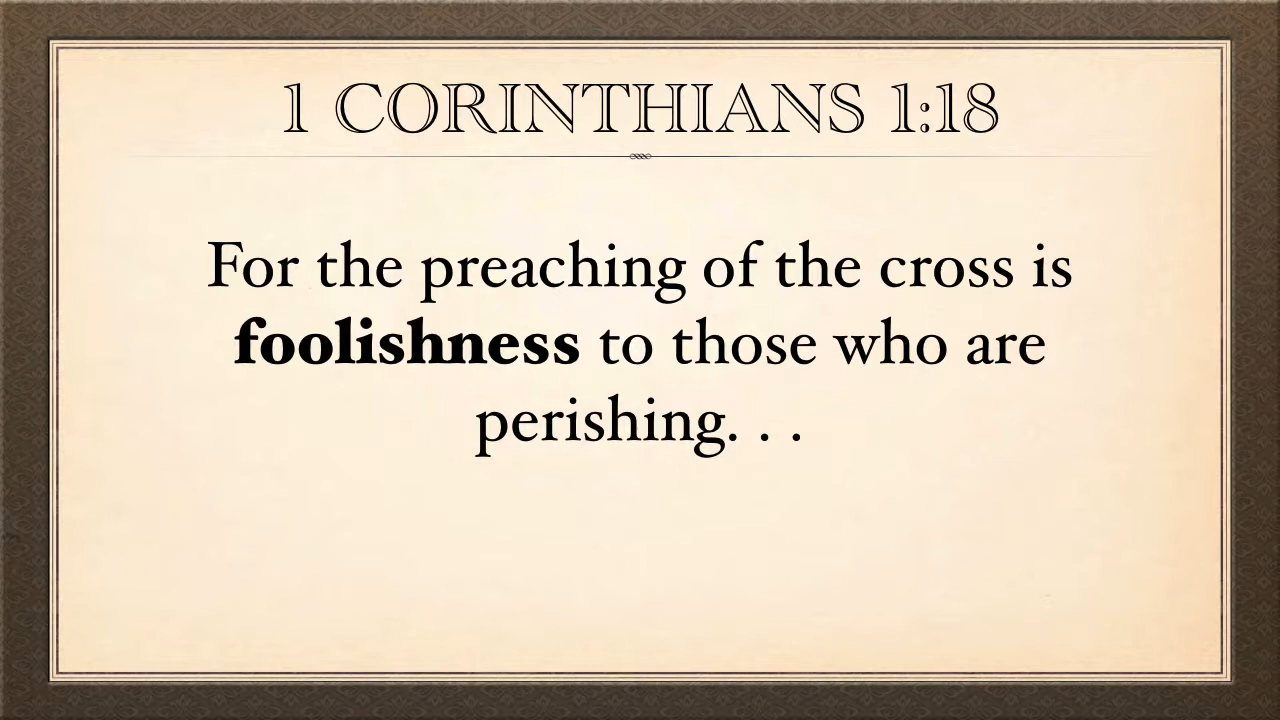 1 CORINTHIANS 1:18
For the preaching of the cross is
foolishness to those who are
perishing. . .